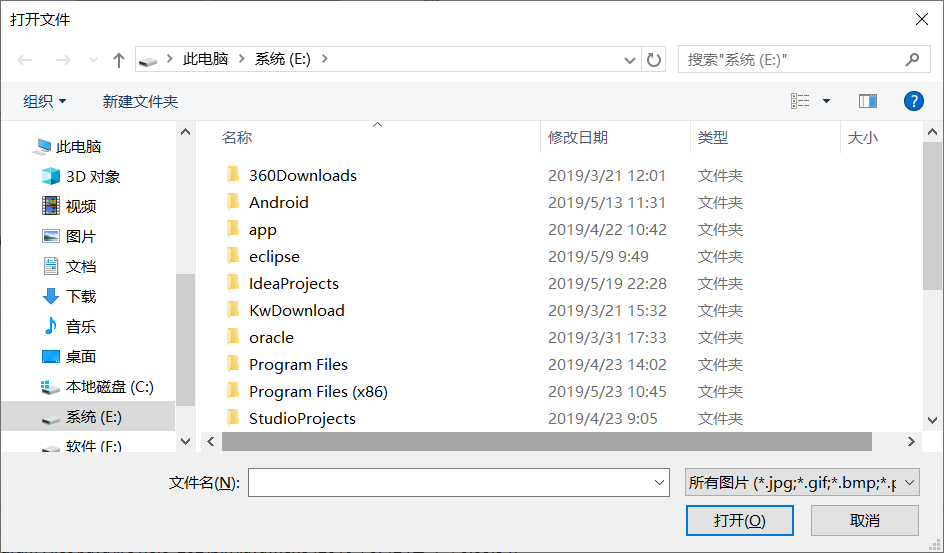 打开文件
此电脑 系统 (E:)
搜索"系统 (E:)"
组织 新建文件夹
?
此电脑
3D 对象
视频
图片
文档
下载
音乐
桌面
本地磁盘 (C:)
系统 (E:)
软件 (F:)
名称 修改日期 类型 大小
360Downloads 2019/3/21 12:01 文件夹
Android 2019/5/13 11:31 文件夹
app 2019/4/22 10:42 文件夹
eclipse 2019/5/9 9:49 文件夹
IdeaProjects 2019/5/19 22:28 文件夹
KwDownload 2019/3/21 15:32 文件夹
oracle 2019/3/31 17:33 文件夹
Program Files 2019/4/23 14:02 文件夹
Program Files (x86) 2019/5/23 10:45 文件夹
StudioProjects 2019/4/23 9:05 文件夹
文件名(N):
所有图片 (*.jpg;*.gif;*.bmp;*.p
打开(O) 取消